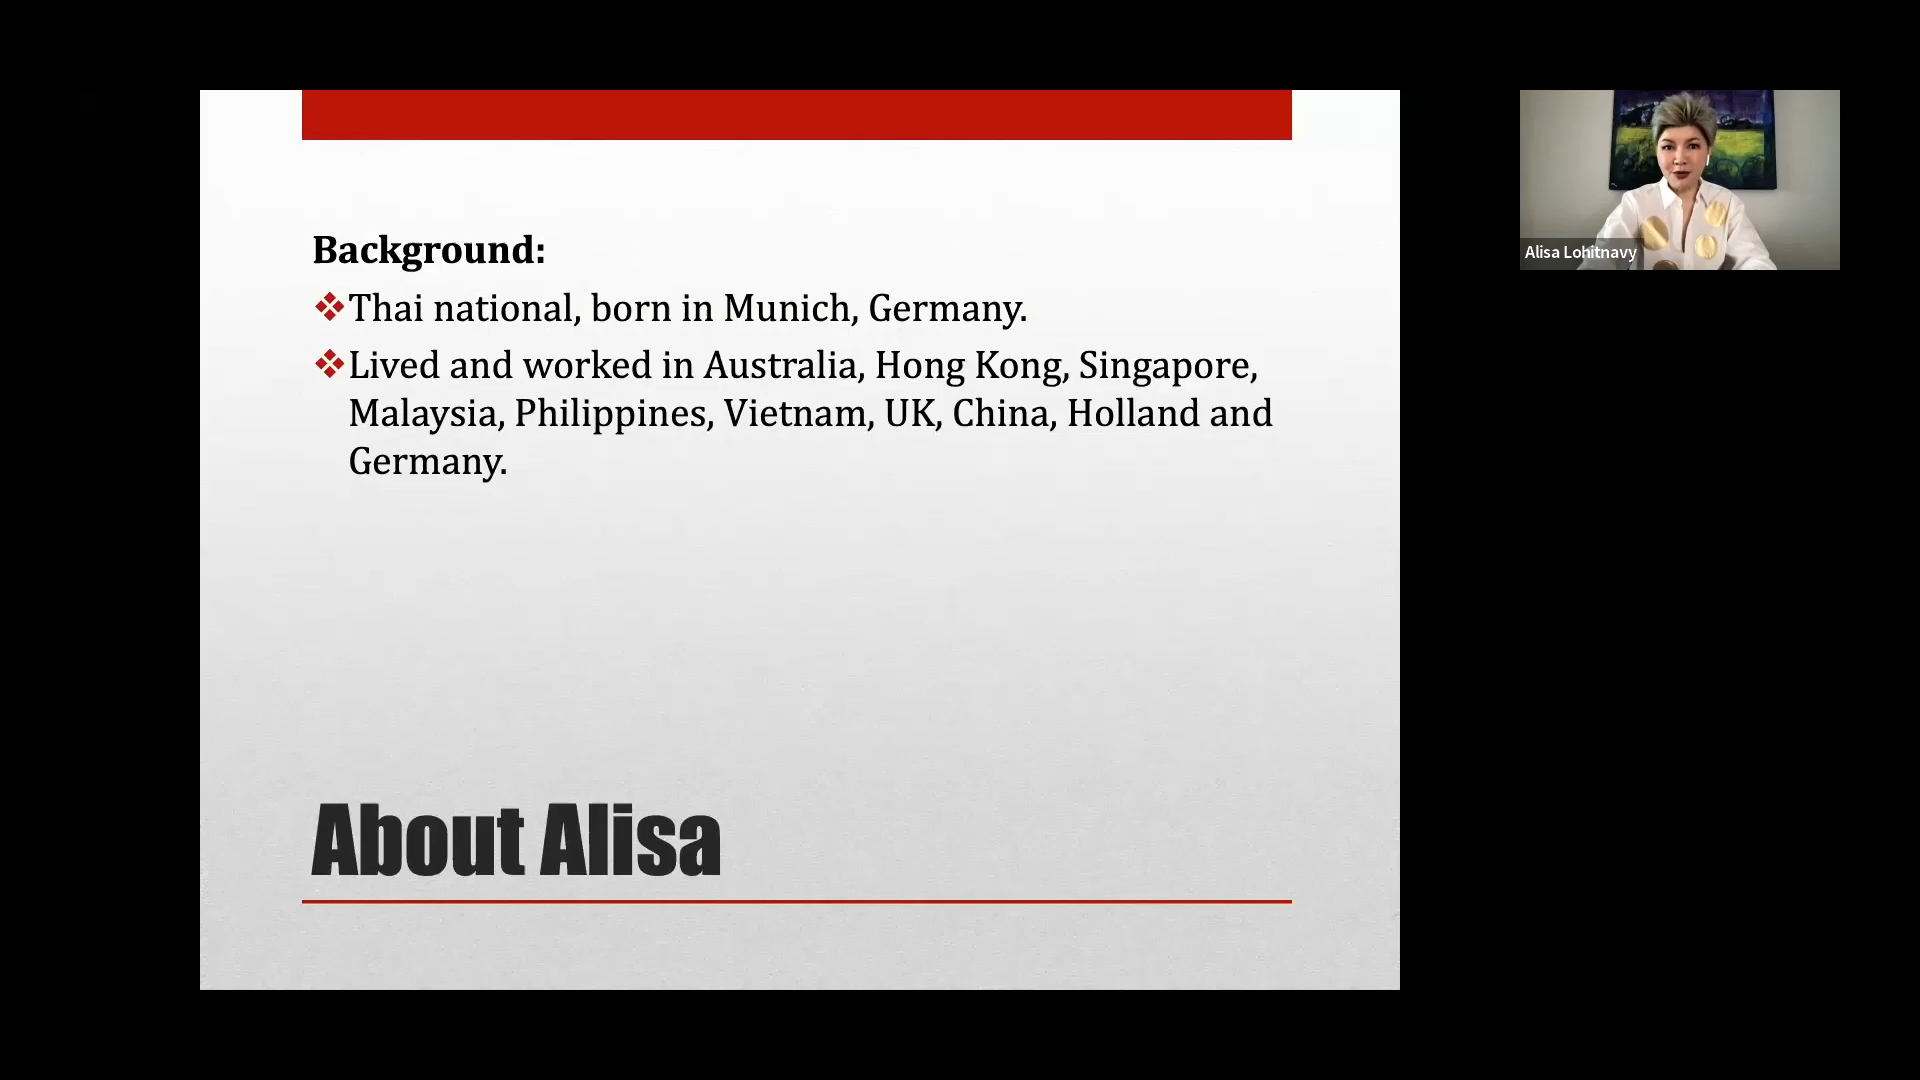 Background:
❖Thai national, born in Munich, Germany.
❖Lived and worked in Australia, Hong Kong, Singapore,
Malaysia, Philippines, Vietnam, UK, China, Holland and
Germany.
About Alisa
Alisa Lohitnavy